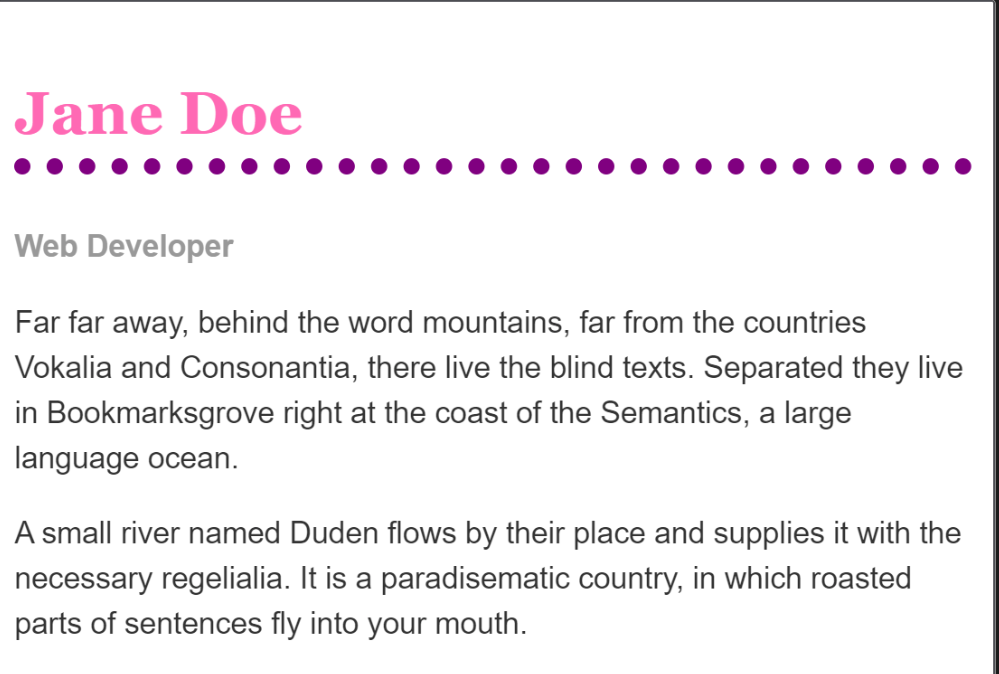 Jane Doe
Web Developer
Far far away, behind the word mountains, far from the countries
Vokalia and Consonantia, there live the blind texts. Separated they live
in Bookmarksgrove right at the coast of the Semantics, a large
language ocean.
A small river named Duden flows by their place and supplies it with the
necessary regelialia. It is a paradisematic country, in which roasted
parts of sentences fly into your mouth.